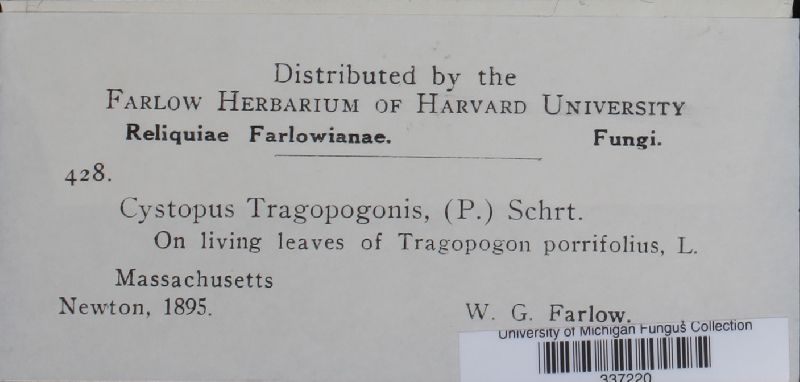 Distributed by the
FARLOW HERBARIUM OF HARVARD UNIVERSITY
Reliquiae Farlowianae. Fungi.
428.
Cystopus Tragopogonis, (P.) Schrt.
On living leaves of Tragopogon porrifolius, L.
Massachusetts
Newton, 1895. W. G. Farlow.
University of Michigan Fungus Collection
337220